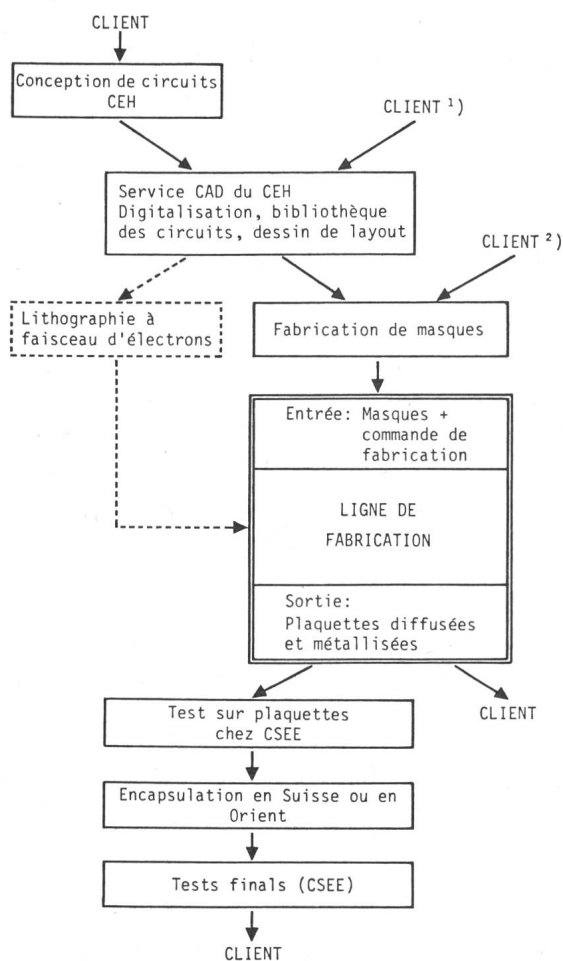 CLIENT
Conception de circuits
CEH
CLIENT ¹)
Service CAD du CEH
Digitalisation, bibliothèque
des circuits, dessin de layout
CLIENT ²)
Lithographie à
faisceau d'électrons
Fabrication de masques
Entrée: Masques +
commande de
fabrication
LIGNE DE
FABRICATION
Sortie:
Plaquettes diffusées
et métallisées
CLIENT
Test sur plaquettes
chez CSEE
Encapsulation en Suisse ou en
Orient
Tests finals (CSEE)
CLIENT